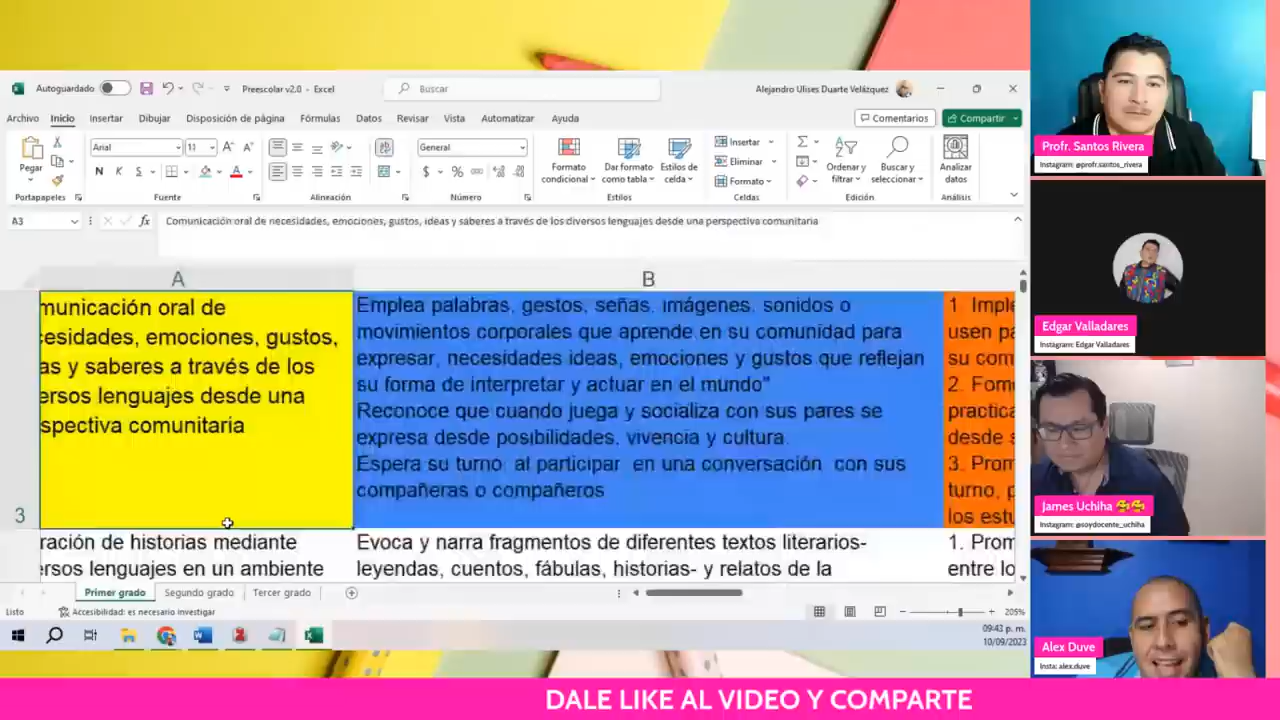 Autoguardado
Preescolar v2.0 - Excel
Buscar
Alejandro Ulises Duarte Velázquez
Archivo Inicio Insertar Dibujar Disposición de página Fórmulas Datos Revisar Vista Automatizar Ayuda
Comentarios
Compartir
Pegar
Arial
11
N K S
General
$ % 000
Formato condicional
Dar formato como tabla
Estilos de celda
Insertar
Eliminar
Formato
Ordenar y filtrar
Buscar y seleccionar
Analizar datos
Portapapeles
Fuente
Alineación
Número
Estilos
Celdas
Edición
Análisis
A3
fx
Comunicación oral de necesidades, emociones, gustos, ideas y saberes a través de los diversos lenguajes desde una perspectiva comunitaria
A
B
municación oral de
cesidades, emociones, gustos,
as y saberes a través de los
ersos lenguajes desde una
spectiva comunitaria
Emplea palabras, gestos, señas, imágenes, sonidos o
movimientos corporales que aprende en su comunidad para
expresar, necesidades ideas, emociones y gustos que reflejan
su forma de interpretar y actuar en el mundo"
Reconoce que cuando juega y socializa con sus pares se
expresa desde posibilidades, vivencia y cultura.
Espera su turno al participar en una conversación con sus
compañeras o compañeros
1. Imple
usen pa
su com
2. Fom
practica
desde s
3. Prom
turno, p
los estu
3
ración de historias mediante
ersos lenguajes en un ambiente
Evoca y narra fragmentos de diferentes textos literarios-
leyendas, cuentos, fábulas, historias- y relatos de la
1. Prom
entre lo
Primer grado
Segundo grado
Tercer grado
Listo
Accesibilidad: es necesario investigar
205%
09:43 p. m.
10/09/2023
Profr. Santos Rivera
Instagram: @profr.santos_rivera
Edgar Valladares
Instagram: Edgar Valladares
James Uchiha 🥰🥰
Instagram: @soydocente_uchiha
Alex Duve
Insta: alex.duve
DALE LIKE AL VIDEO Y COMPARTE